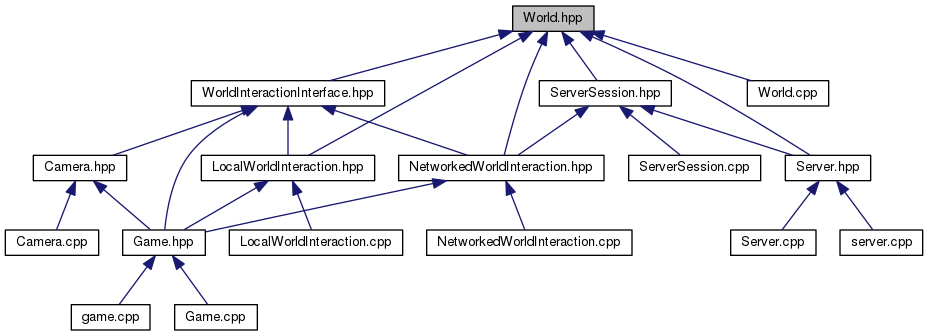 World.hpp
WorldInteractionInterface.hpp
ServerSession.hpp
World.cpp
Camera.hpp
LocalWorldInteraction.hpp
NetworkedWorldInteraction.hpp
ServerSession.cpp
Server.hpp
Camera.cpp
Game.hpp
LocalWorldInteraction.cpp
NetworkedWorldInteraction.cpp
Server.cpp
server.cpp
game.cpp
Game.cpp